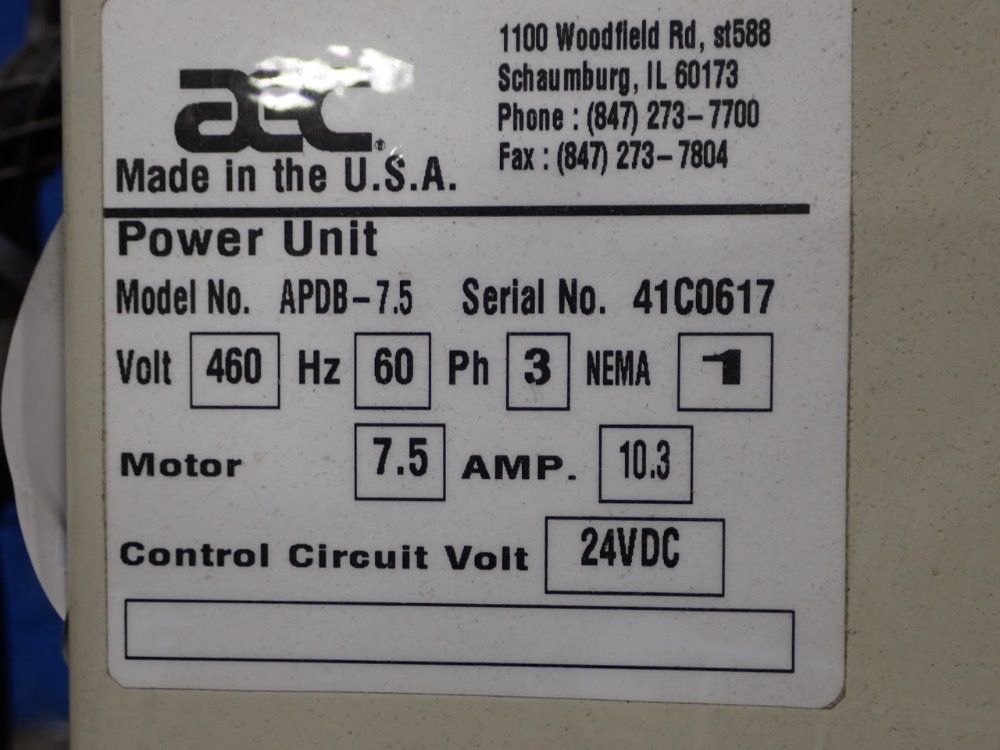 1100 Woodfield Rd, st588
Schaumburg, IL 60173
Phone : (847) 273-7700
Fax : (847) 273-7804
aec®
Made in the U.S.A.
Power Unit
Model No. APDB-7.5 Serial No. 41C0617
Volt 460 Hz 60 Ph 3 NEMA 1
Motor 7.5 AMP. 10.3
Control Circuit Volt 24VDC